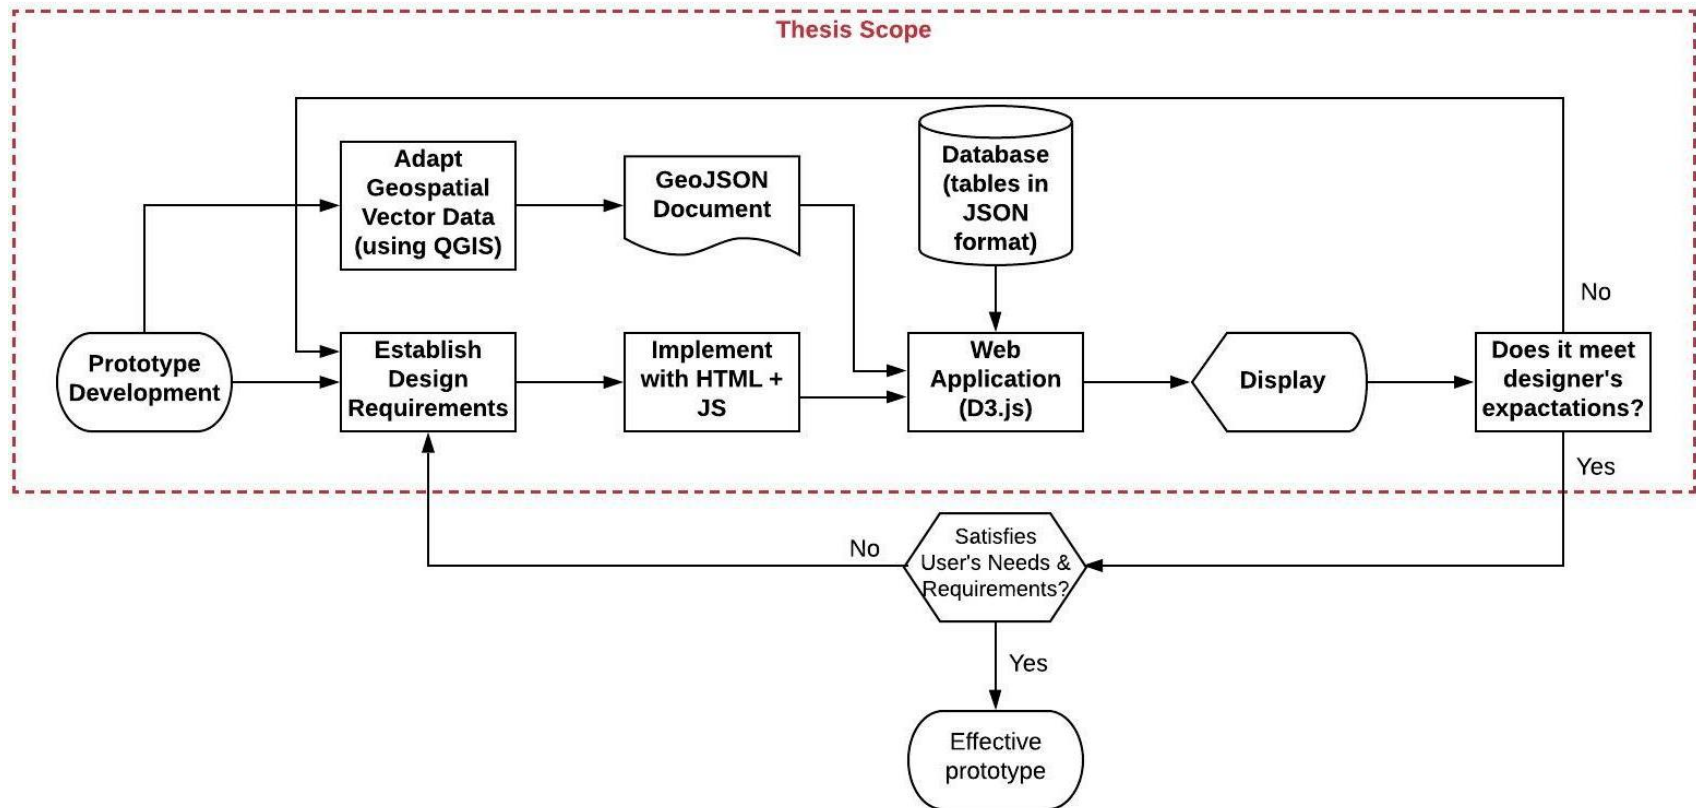 Thesis Scope
Adapt
Geospatial
Vector Data
(using QGIS)
GeoJSON
Document
Database
(tables in
JSON
format)
No
Prototype
Development
Establish
Design
Requirements
Implement
with HTML +
JS
Web
Application
(D3.js)
Display
Does it meet
designer's
expactations?
Yes
No
Satisfies
User's Needs &
Requirements?
Yes
Effective
prototype